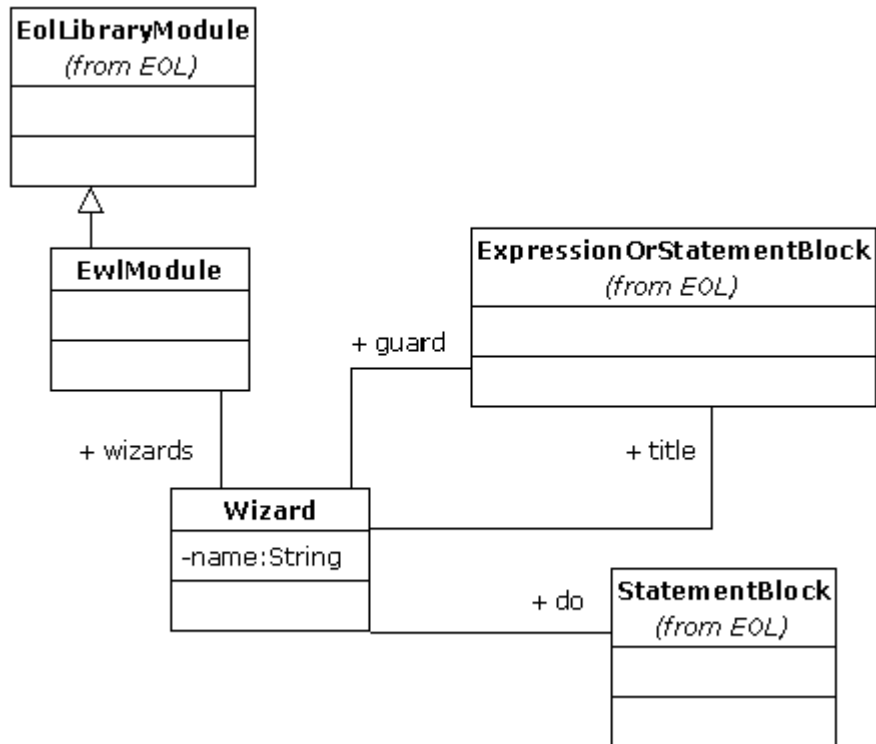 EolLibraryModule
(from EOL)
EwlModule
ExpressionOrStatementBlock
(from EOL)
+ guard
+ wizards
+ title
Wizard
-name:String
+ do
StatementBlock
(from EOL)